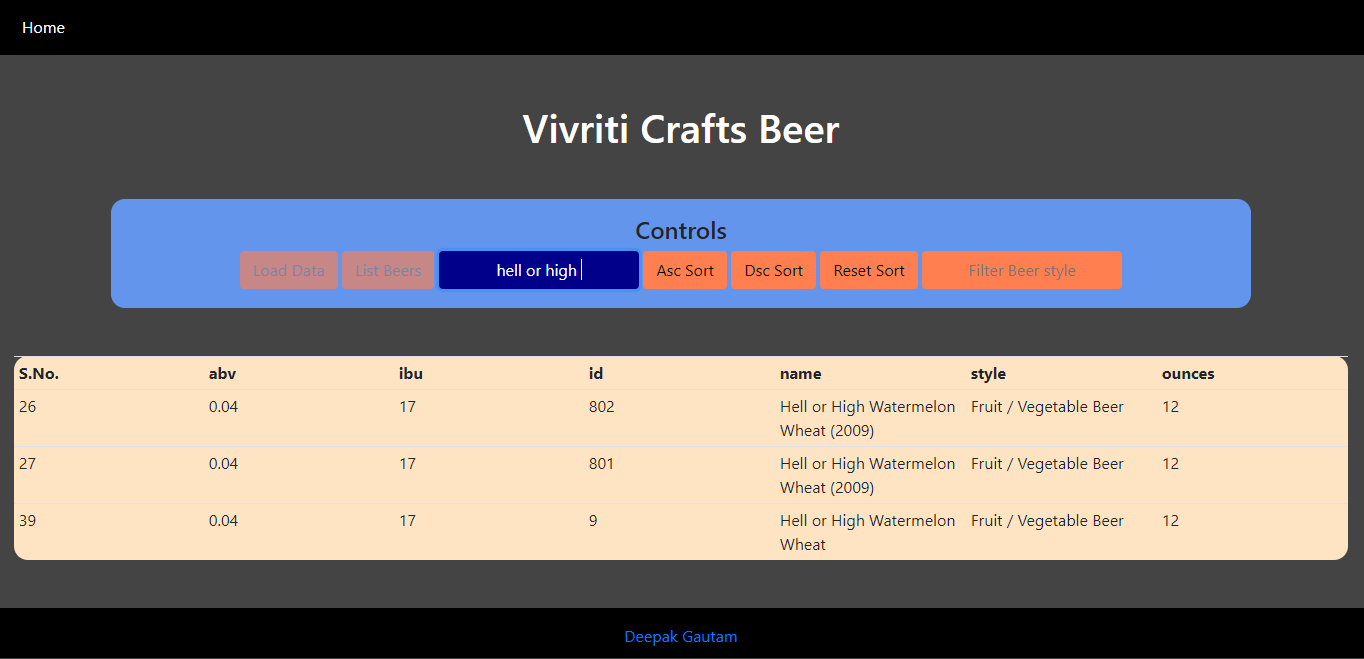 Home
Vivriti Crafts Beer
Controls
Load Data List Beers hell or high Asc Sort Dsc Sort Reset Sort Filter Beer style
S.No. abv ibu id name style ounces
26 0.04 17 802 Hell or High Watermelon Fruit / Vegetable Beer 12
Wheat (2009)
27 0.04 17 801 Hell or High Watermelon Fruit / Vegetable Beer 12
Wheat (2009)
39 0.04 17 9 Hell or High Watermelon Fruit / Vegetable Beer 12
Wheat
Deepak Gautam